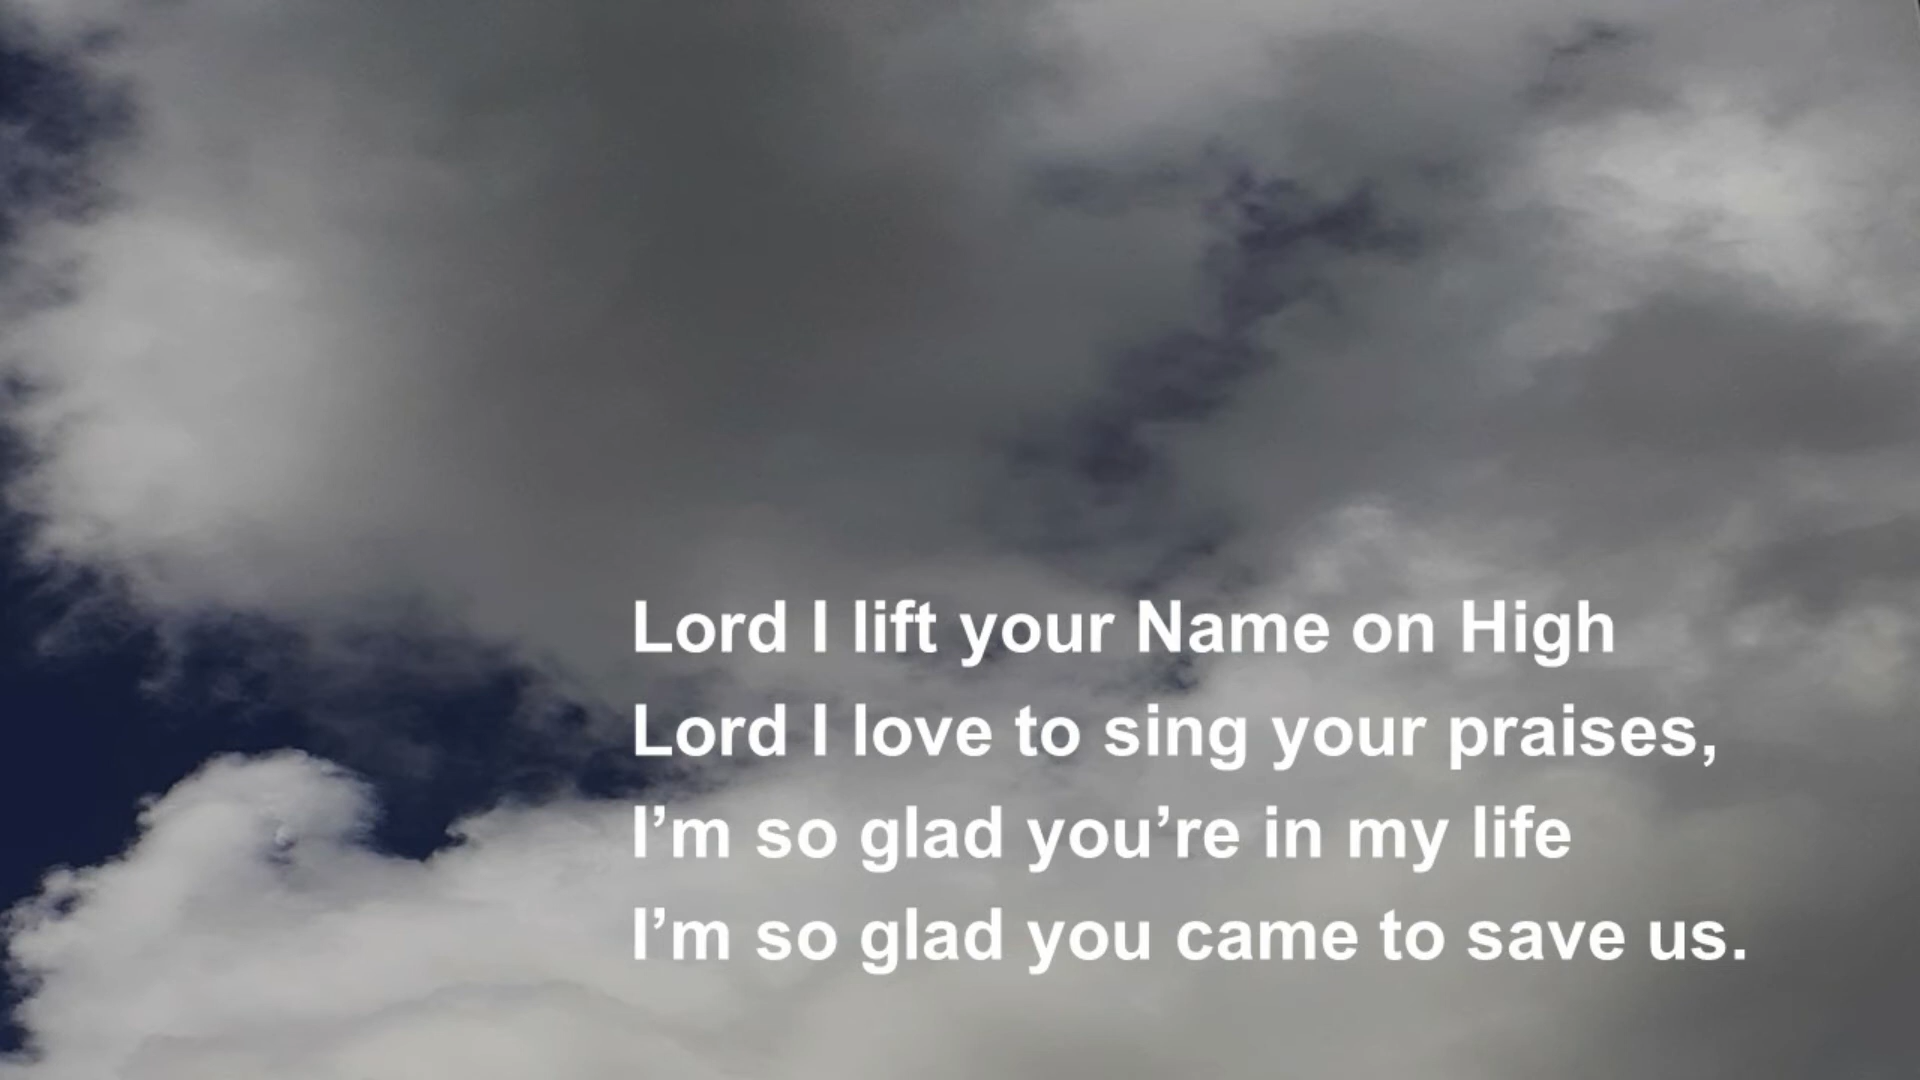 Lord I lift your Name on High
Lord I love to sing your praises,
I’m so glad you’re in my life
I’m so glad you came to save us.